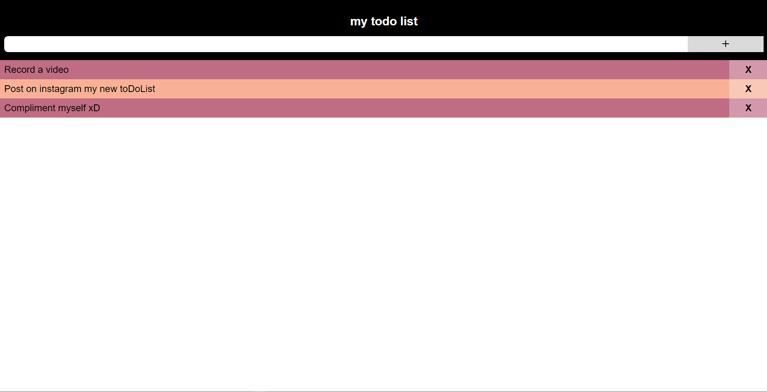 my todo list
+
Record a video X
Post on instagram my new toDoList X
Compliment myself xD X